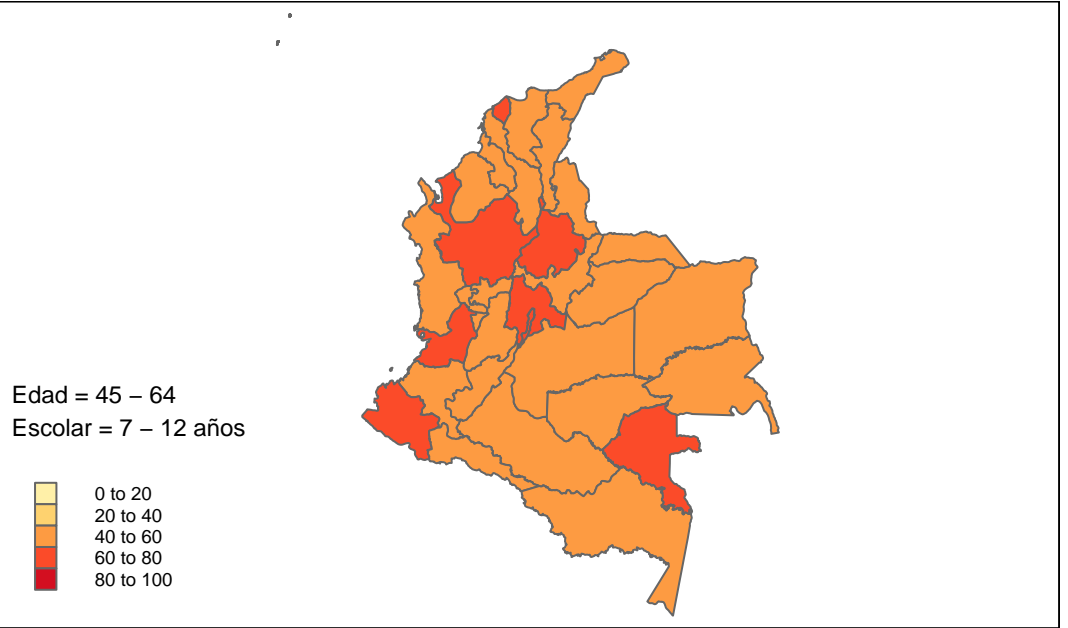 Edad = 45 – 64
Escolar = 7 – 12 años
0 to 20
20 to 40
40 to 60
60 to 80
80 to 100